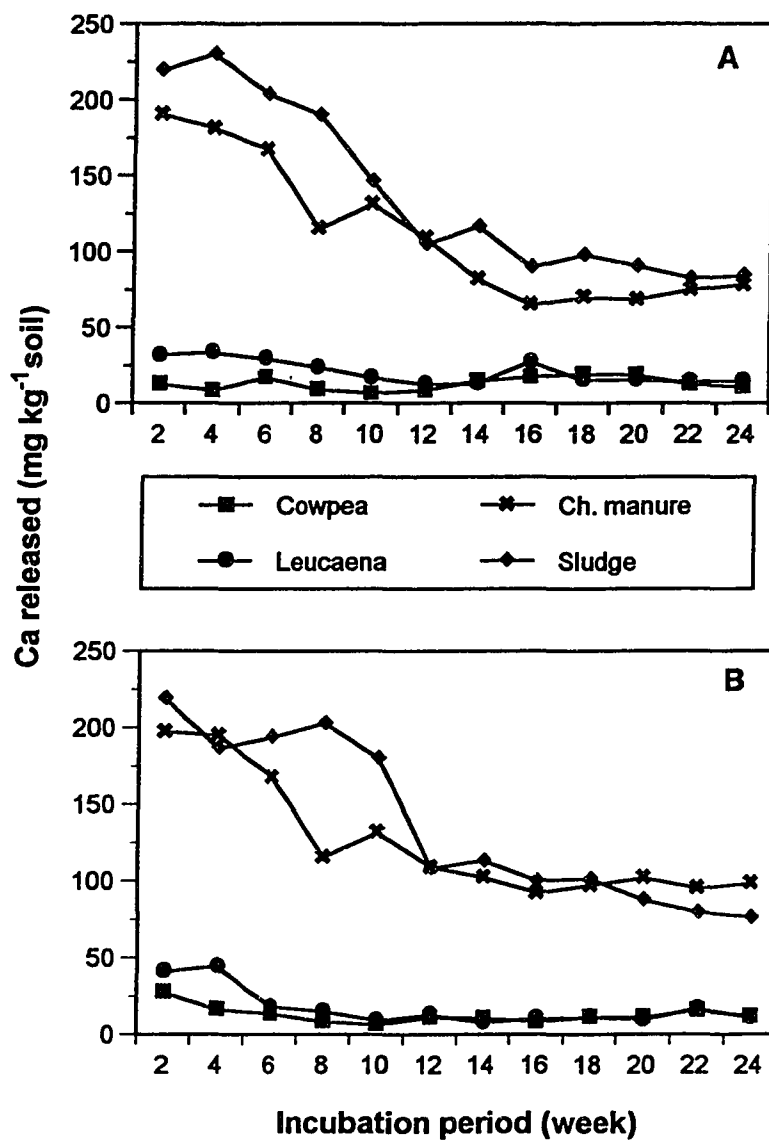 A
250
200
150
100
50
0
2 4 6 8 10 12 14 16 18 20 22 24
Ca released (mg kg⁻¹ soil)
Cowpea Ch. manure
Leucaena Sludge
B
250
200
150
100
50
0
2 4 6 8 10 12 14 16 18 20 22 24
Incubation period (week)